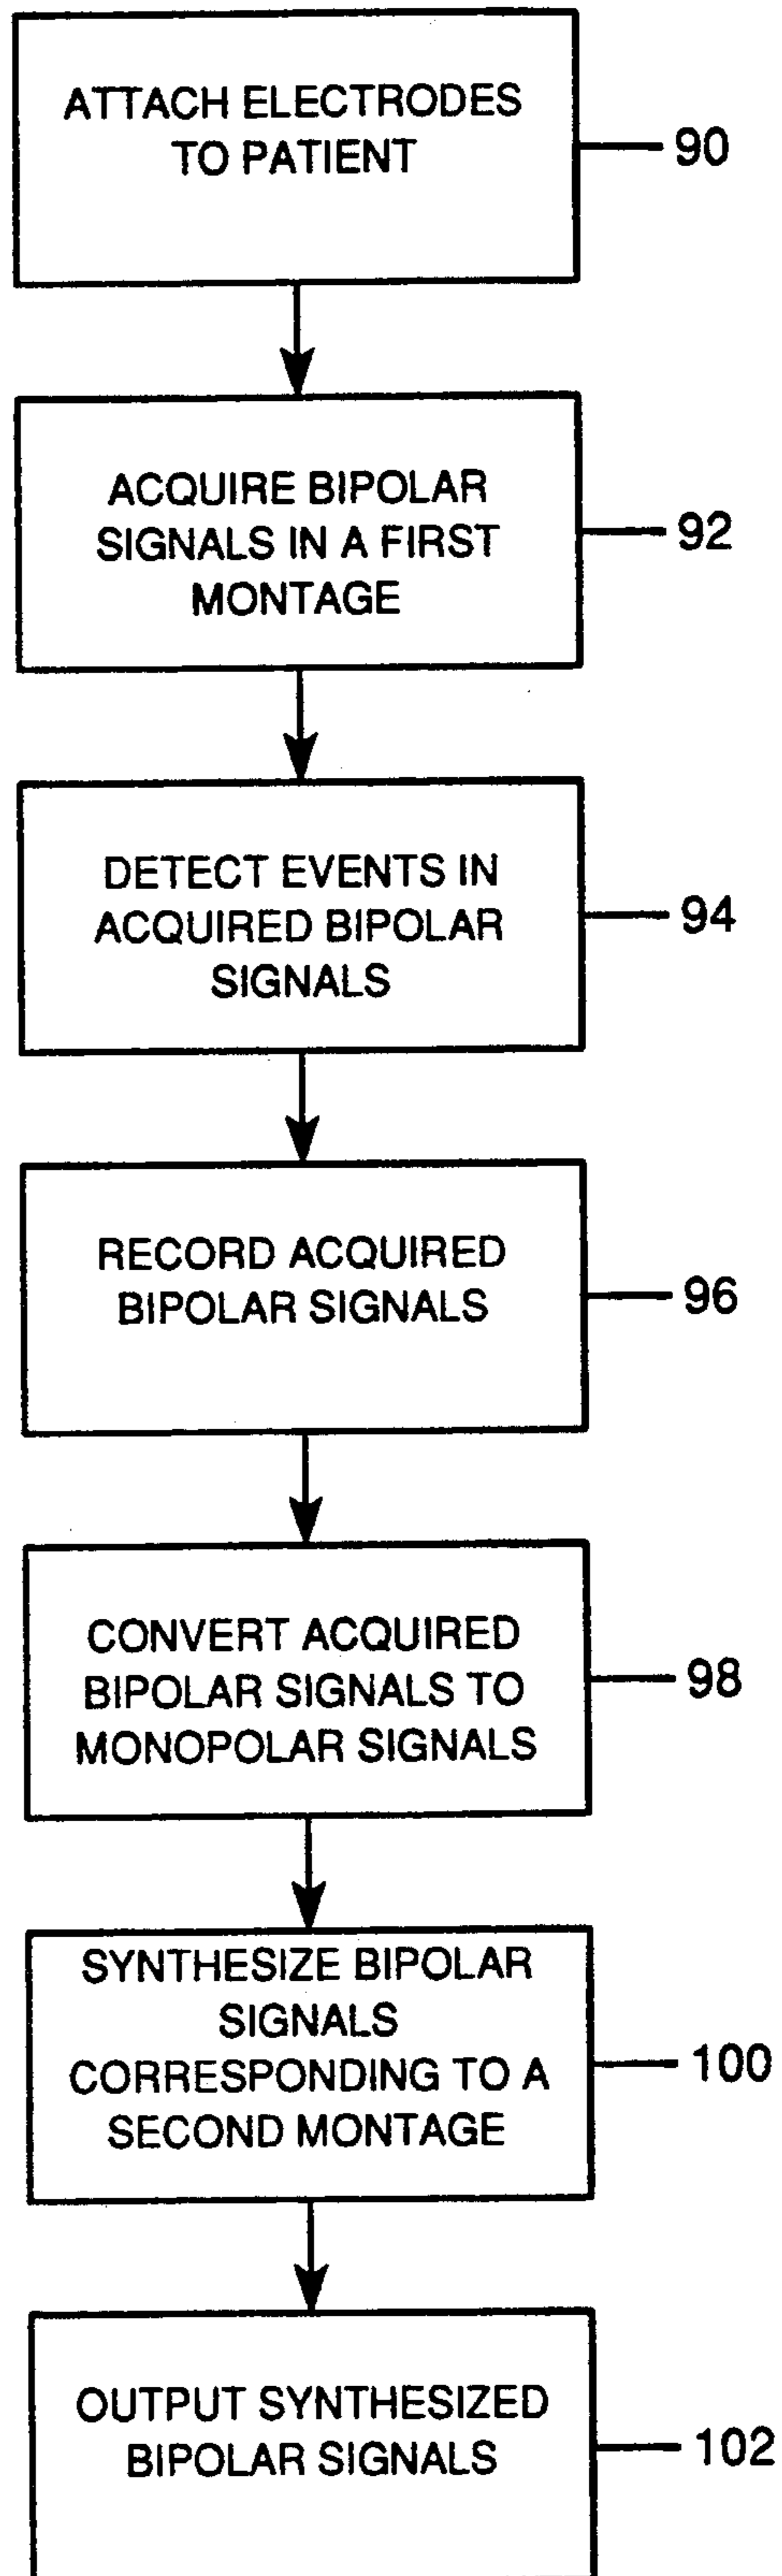 ATTACH ELECTRODES
TO PATIENT
90
ACQUIRE BIPOLAR
SIGNALS IN A FIRST
MONTAGE
92
DETECT EVENTS IN
ACQUIRED BIPOLAR
SIGNALS
94
RECORD ACQUIRED
BIPOLAR SIGNALS
96
CONVERT ACQUIRED
BIPOLAR SIGNALS TO
MONOPOLAR SIGNALS
98
SYNTHESIZE BIPOLAR
SIGNALS
CORRESPONDING TO A
SECOND MONTAGE
100
OUTPUT SYNTHESIZED
BIPOLAR SIGNALS
102